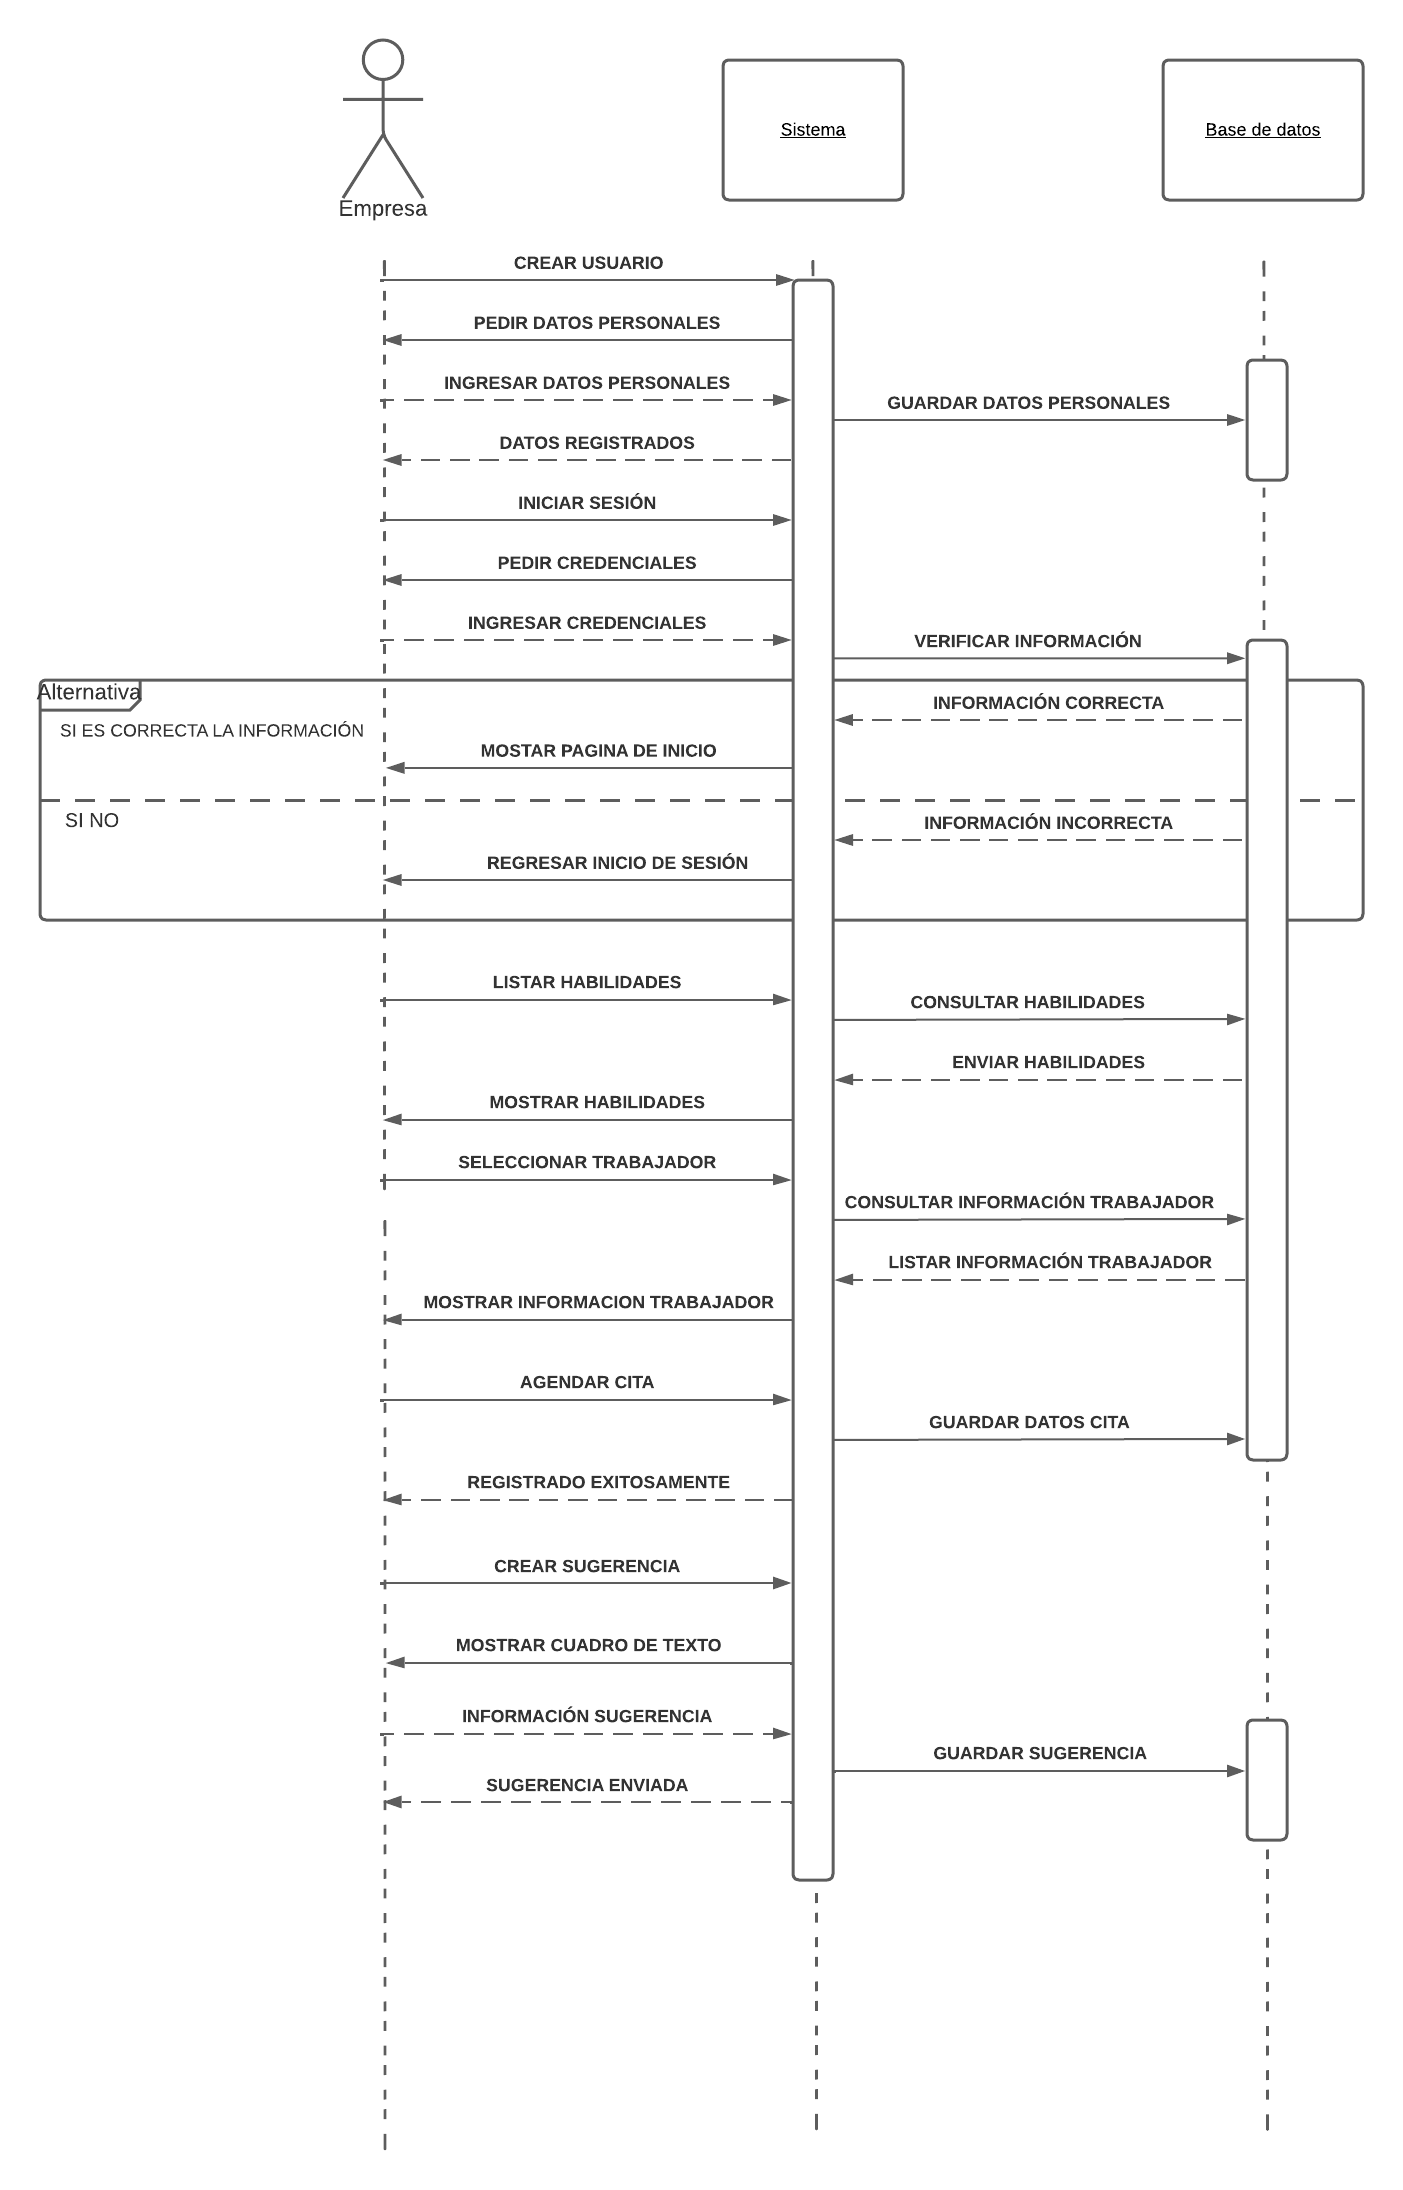 Empresa
Sistema
Base de datos
CREAR USUARIO
PEDIR DATOS PERSONALES
INGRESAR DATOS PERSONALES
GUARDAR DATOS PERSONALES
DATOS REGISTRADOS
INICIAR SESIÓN
PEDIR CREDENCIALES
INGRESAR CREDENCIALES
VERIFICAR INFORMACIÓN
Alternativa
INFORMACIÓN CORRECTA
SI ES CORRECTA LA INFORMACIÓN
MOSTAR PAGINA DE INICIO
SI NO
INFORMACIÓN INCORRECTA
REGRESAR INICIO DE SESIÓN
LISTAR HABILIDADES
CONSULTAR HABILIDADES
ENVIAR HABILIDADES
MOSTRAR HABILIDADES
SELECCIONAR TRABAJADOR
CONSULTAR INFORMACIÓN TRABAJADOR
LISTAR INFORMACIÓN TRABAJADOR
MOSTRAR INFORMACION TRABAJADOR
AGENDAR CITA
GUARDAR DATOS CITA
REGISTRADO EXITOSAMENTE
CREAR SUGERENCIA
MOSTRAR CUADRO DE TEXTO
INFORMACIÓN SUGERENCIA
GUARDAR SUGERENCIA
SUGERENCIA ENVIADA